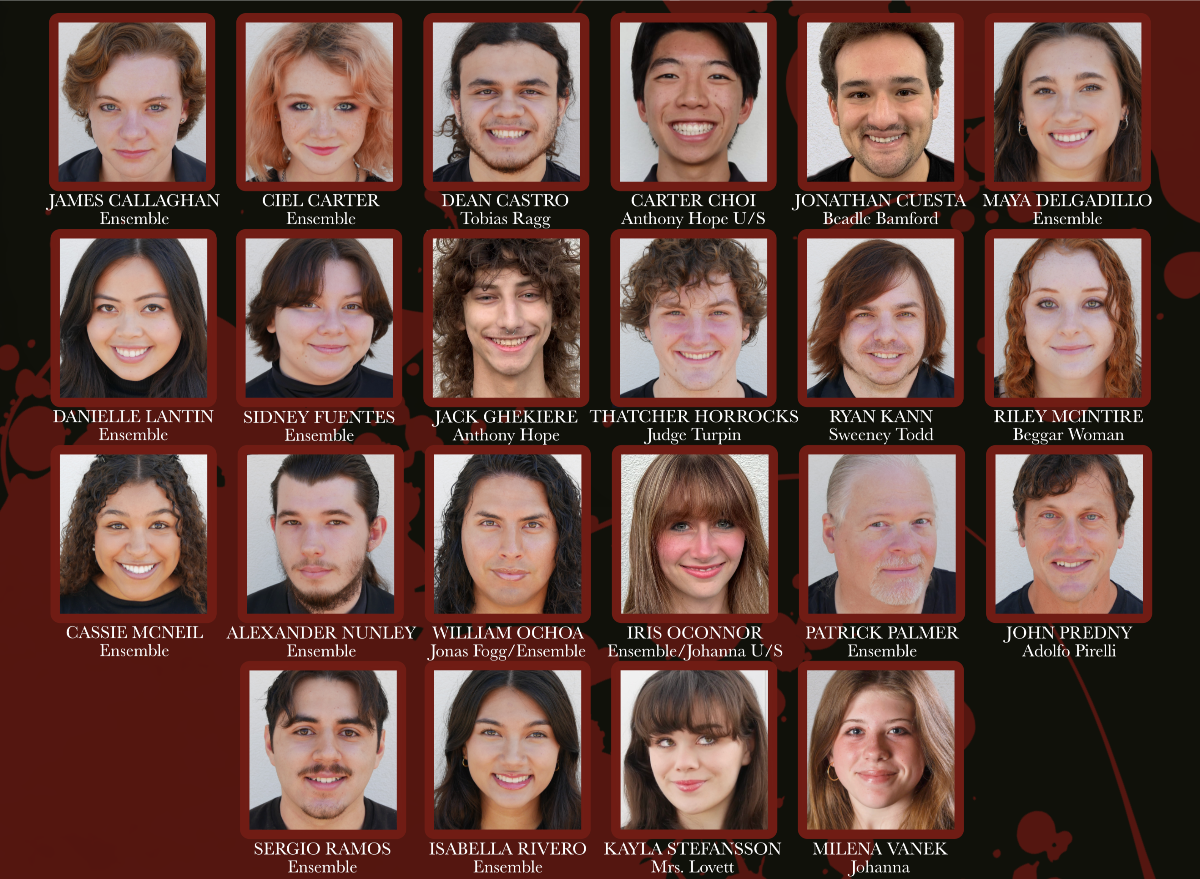 JAMES CALLAGHAN
Ensemble
CIEL CARTER
Ensemble
DEAN CASTRO
Tobias Ragg
CARTER CHOI
Anthony Hope U/S
JONATHAN CUESTA
Beadle Bamford
MAYA DELGADILLO
Ensemble
DANIELLE LANTIN
Ensemble
SIDNEY FUENTES
Ensemble
JACK GHEKIERE
Anthony Hope
THATCHER HORROCKS
Judge Turpin
RYAN KANN
Sweeney Todd
RILEY MCINTIRE
Beggar Woman
CASSIE MCNEIL
Ensemble
ALEXANDER NUNLEY
Ensemble
WILLIAM OCHOA
Jonas Fogg/Ensemble
IRIS OCONNOR
Ensemble/Johanna U/S
PATRICK PALMER
Ensemble
JOHN PREDNY
Adolfo Pirelli
SERGIO RAMOS
Ensemble
ISABELLA RIVERO
Ensemble
KAYLA STEFANSSON
Mrs. Lovett
MILENA VANEK
Johanna